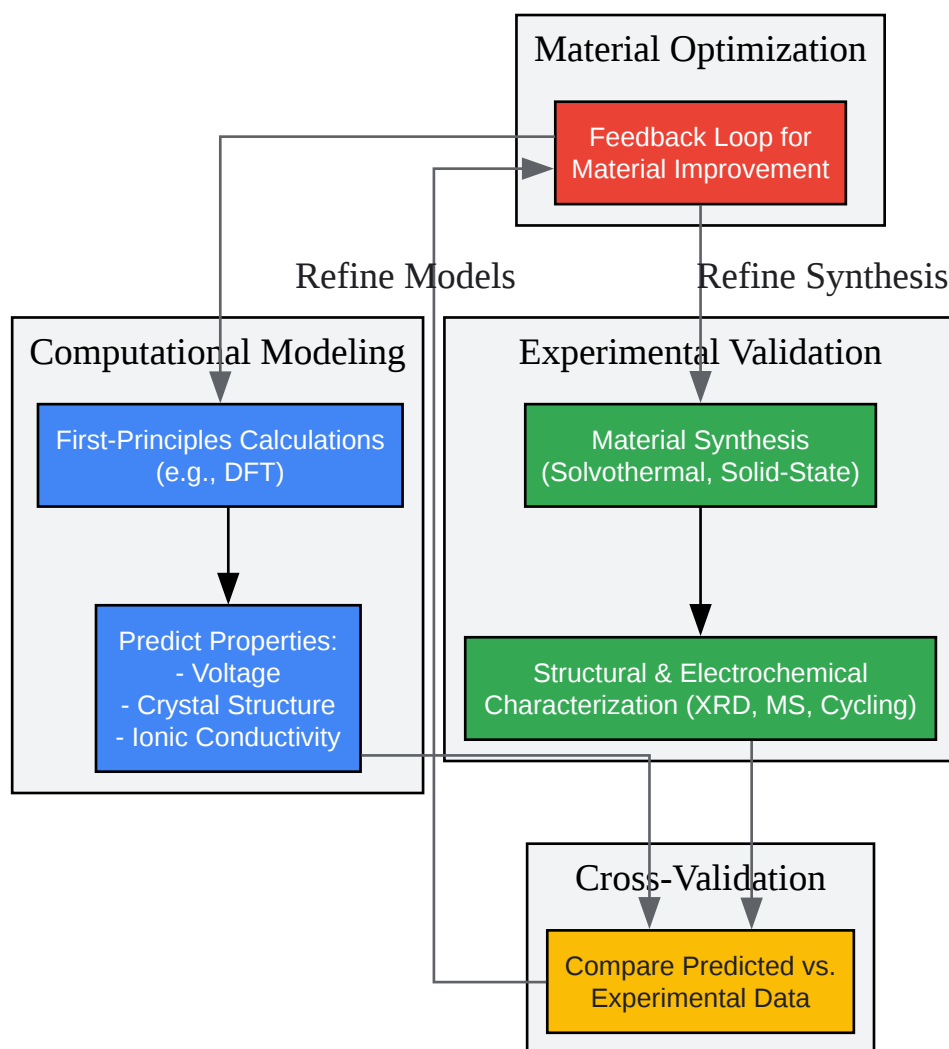 Material Optimization
Feedback Loop for
Material Improvement
Refine Models
Refine Synthesis
Computational Modeling
First-Principles Calculations
(e.g., DFT)
Predict Properties:
- Voltage
- Crystal Structure
- Ionic Conductivity
Experimental Validation
Material Synthesis
(Solvothermal, Solid-State)
Structural & Electrochemical
Characterization (XRD, MS, Cycling)
Cross-Validation
Compare Predicted vs.
Experimental Data